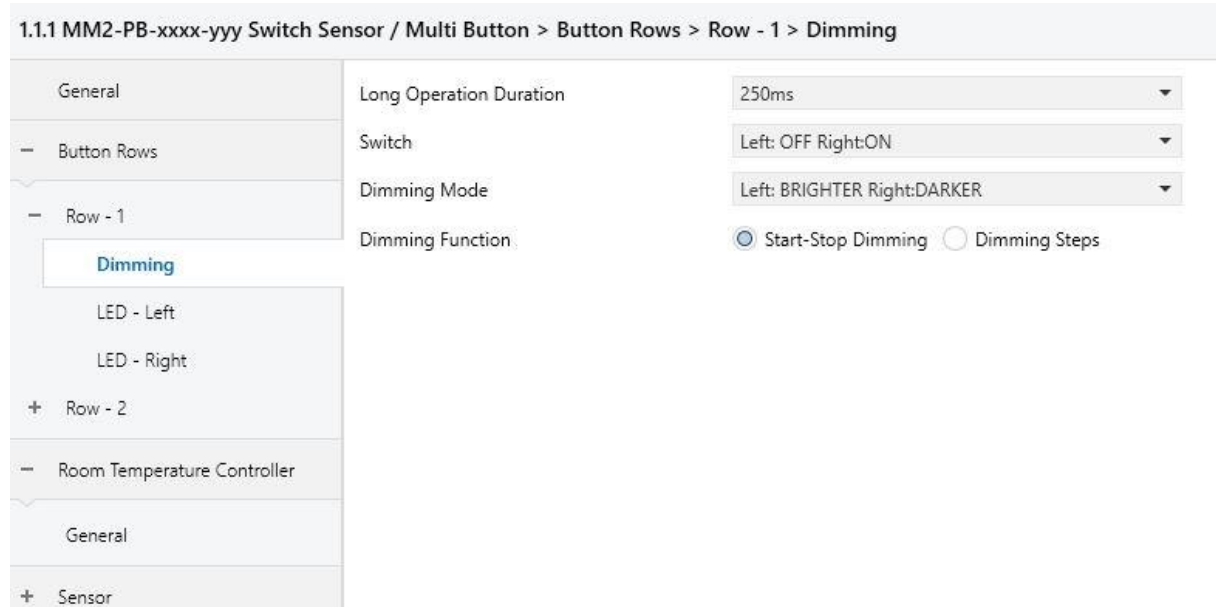 1.1.1 MM2-PB-xxxx-yyy Switch Sensor / Multi Button > Button Rows > Row - 1 > Dimming
General
Long Operation Duration 250ms
Button Rows
Switch Left: OFF Right:ON
Dimming Mode Left: BRIGHTER Right:DARKER
Row - 1
Dimming Function Start-Stop Dimming Dimming Steps
Dimming
LED - Left
LED - Right
Row - 2
Room Temperature Controller
General
Sensor